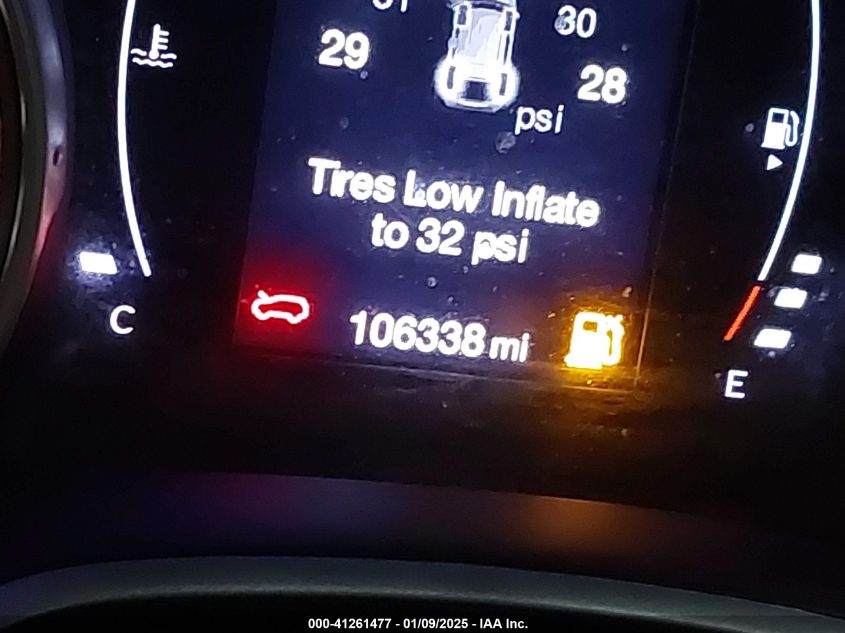 30
29
28
psi
Tires Low Inflate
to 32 psi
106338 mi
C
E
000-41261477 - 01/09/2025 - IAA Inc.